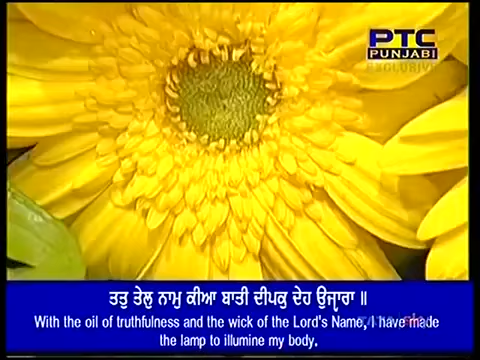 PTC
PUNJABI
EXCLUSIVE
ਤਤੁ ਤੇਲੁ ਨਾਮੁ ਕੀਆ ਬਾਤੀ ਦੀਪਕੁ ਦੇਹ ਉਜ੍ਯਾਰਾ ॥
With the oil of truthfulness and the wick of the Lord's Name, I have made
the lamp to illumine my body.